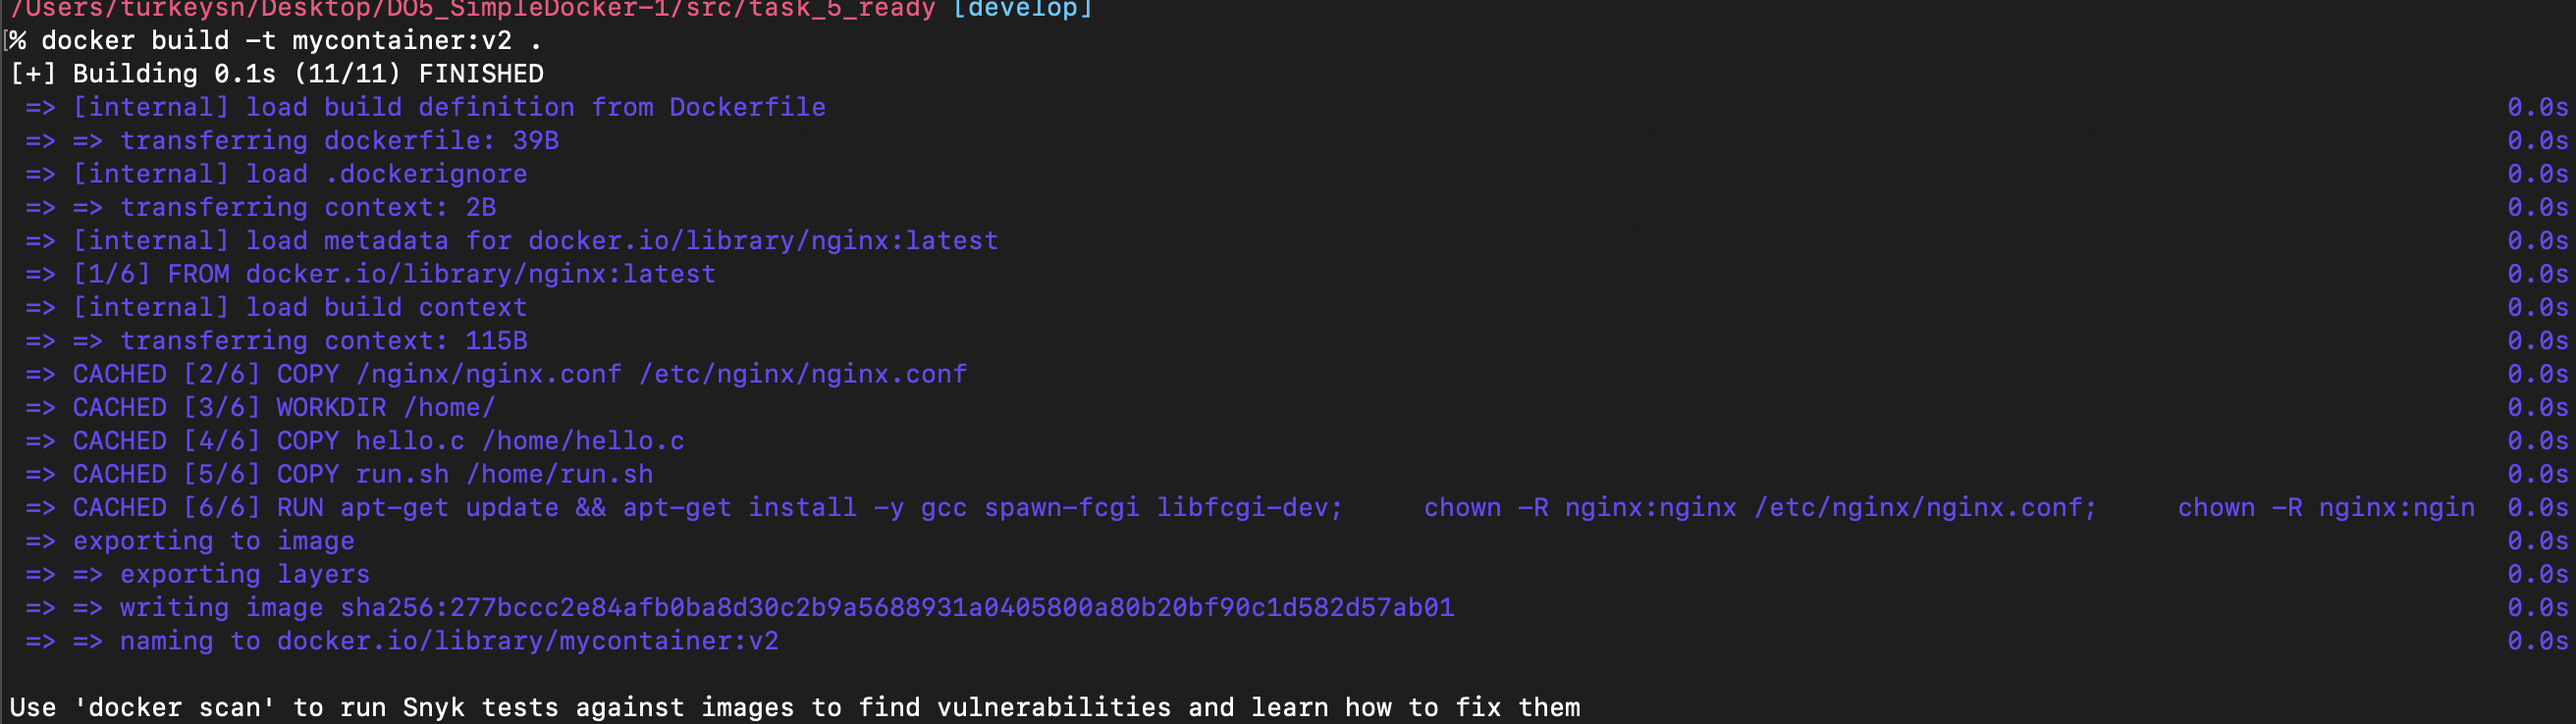 /Users/turkeysn/Desktop/DO5_SimpleDocker-1/src/task_5_ready [develop]
[% docker build -t mycontainer:v2 .
[+] Building 0.1s (11/11) FINISHED
=> [internal] load build definition from Dockerfile 0.0s
=> => transferring dockerfile: 39B 0.0s
=> [internal] load .dockerignore 0.0s
=> => transferring context: 2B 0.0s
=> [internal] load metadata for docker.io/library/nginx:latest 0.0s
=> [1/6] FROM docker.io/library/nginx:latest 0.0s
=> [internal] load build context 0.0s
=> => transferring context: 115B 0.0s
=> CACHED [2/6] COPY /nginx/nginx.conf /etc/nginx/nginx.conf 0.0s
=> CACHED [3/6] WORKDIR /home/ 0.0s
=> CACHED [4/6] COPY hello.c /home/hello.c 0.0s
=> CACHED [5/6] COPY run.sh /home/run.sh 0.0s
=> CACHED [6/6] RUN apt-get update && apt-get install -y gcc spawn-fcgi libfcgi-dev; chown -R nginx:nginx /etc/nginx/nginx.conf; chown -R nginx:ngin 0.0s
=> exporting to image 0.0s
=> => exporting layers 0.0s
=> => writing image sha256:277bccc2e84afb0ba8d30c2b9a5688931a0405800a80b20bf90c1d582d57ab01 0.0s
=> => naming to docker.io/library/mycontainer:v2 0.0s
Use 'docker scan' to run Snyk tests against images to find vulnerabilities and learn how to fix them